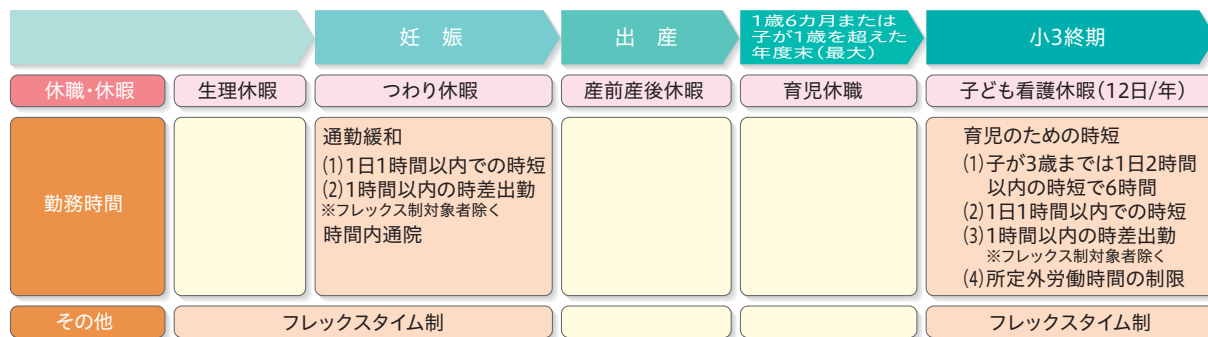 妊 娠
出 産
1歳6カ月または
子が1歳を超えた
年度末(最大)
小3終期
休職・休暇
生理休暇
つわり休暇
産前産後休暇
育児休職
子ども看護休暇(12日/年)
勤務時間
通勤緩和
(1)1日1時間以内での時短
(2)1時間以内の時差出勤
※フレックス制対象者除く
時間内通院
育児のための時短
(1)子が3歳までは1日2時間
以内の時短で6時間
(2)1日1時間以内での時短
(3)1時間以内の時差出勤
※フレックス制対象者除く
(4)所定外労働時間の制限
その他
フレックスタイム制
フレックスタイム制